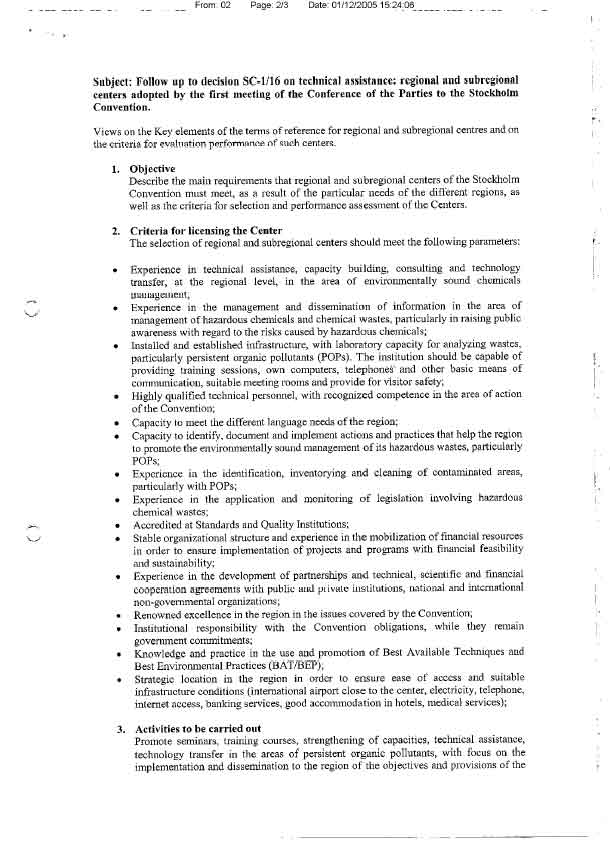 From: 02 Page: 2/3 Date: 01/12/2005 15:24:06
Subject: Follow up to decision SC-1/16 on technical assistance: regional and subregional
centers adopted by the first meeting of the Conference of the Parties to the Stockholm
Convention.
Views on the Key elements of the terms of reference for regional and subregional centres and on
the criteria for evaluation performance of such centers.
1. Objective
Describe the main requirements that regional and subregional centers of the Stockholm
Convention must meet, as a result of the particular needs of the different regions, as
well as the criteria for selection and performance assessment of the Centers.
2. Criteria for licensing the Center
The selection of regional and subregional centers should meet the following parameters:
• Experience in technical assistance, capacity building, consulting and technology
transfer, at the regional level, in the area of environmentally sound chemicals
management;
• Experience in the management and dissemination of information in the area of
management of hazardous chemicals and chemical wastes, particularly in raising public
awareness with regard to the risks caused by hazardous chemicals;
• Installed and established infrastructure, with laboratory capacity for analyzing wastes,
particularly persistent organic pollutants (POPs). The institution should be capable of
providing training sessions, own computers, telephones and other basic means of
communication, suitable meeting rooms and provide for visitor safety;
• Highly qualified technical personnel, with recognized competence in the area of action
of the Convention;
• Capacity to meet the different language needs of the region;
• Capacity to identify, document and implement actions and practices that help the region
to promote the environmentally sound management of its hazardous wastes, particularly
POPs;
• Experience in the identification, inventorying and cleaning of contaminated areas,
particularly with POPs;
• Experience in the application and monitoring of legislation involving hazardous
chemical wastes;
• Accredited at Standards and Quality Institutions;
• Stable organizational structure and experience in the mobilization of financial resources
in order to ensure implementation of projects and programs with financial feasibility
and sustainability;
• Experience in the development of partnerships and technical, scientific and financial
cooperation agreements with public and private institutions, national and international
non-governmental organizations;
• Renowned excellence in the region in the issues covered by the Convention;
• Institutional responsibility with the Convention obligations, while they remain
government commitments;
• Knowledge and practice in the use and promotion of Best Available Techniques and
Best Environmental Practices (BAT/BEP);
• Strategic location in the region in order to ensure ease of access and suitable
infrastructure conditions (international airport close to the center, electricity, telephone,
internet access, banking services, good accommodation in hotels, medical services);
3. Activities to be carried out
Promote seminars, training courses, strengthening of capacities, technical assistance,
technology transfer in the areas of persistent organic pollutants, with focus on the
implementation and dissemination to the region of the objectives and provisions of the